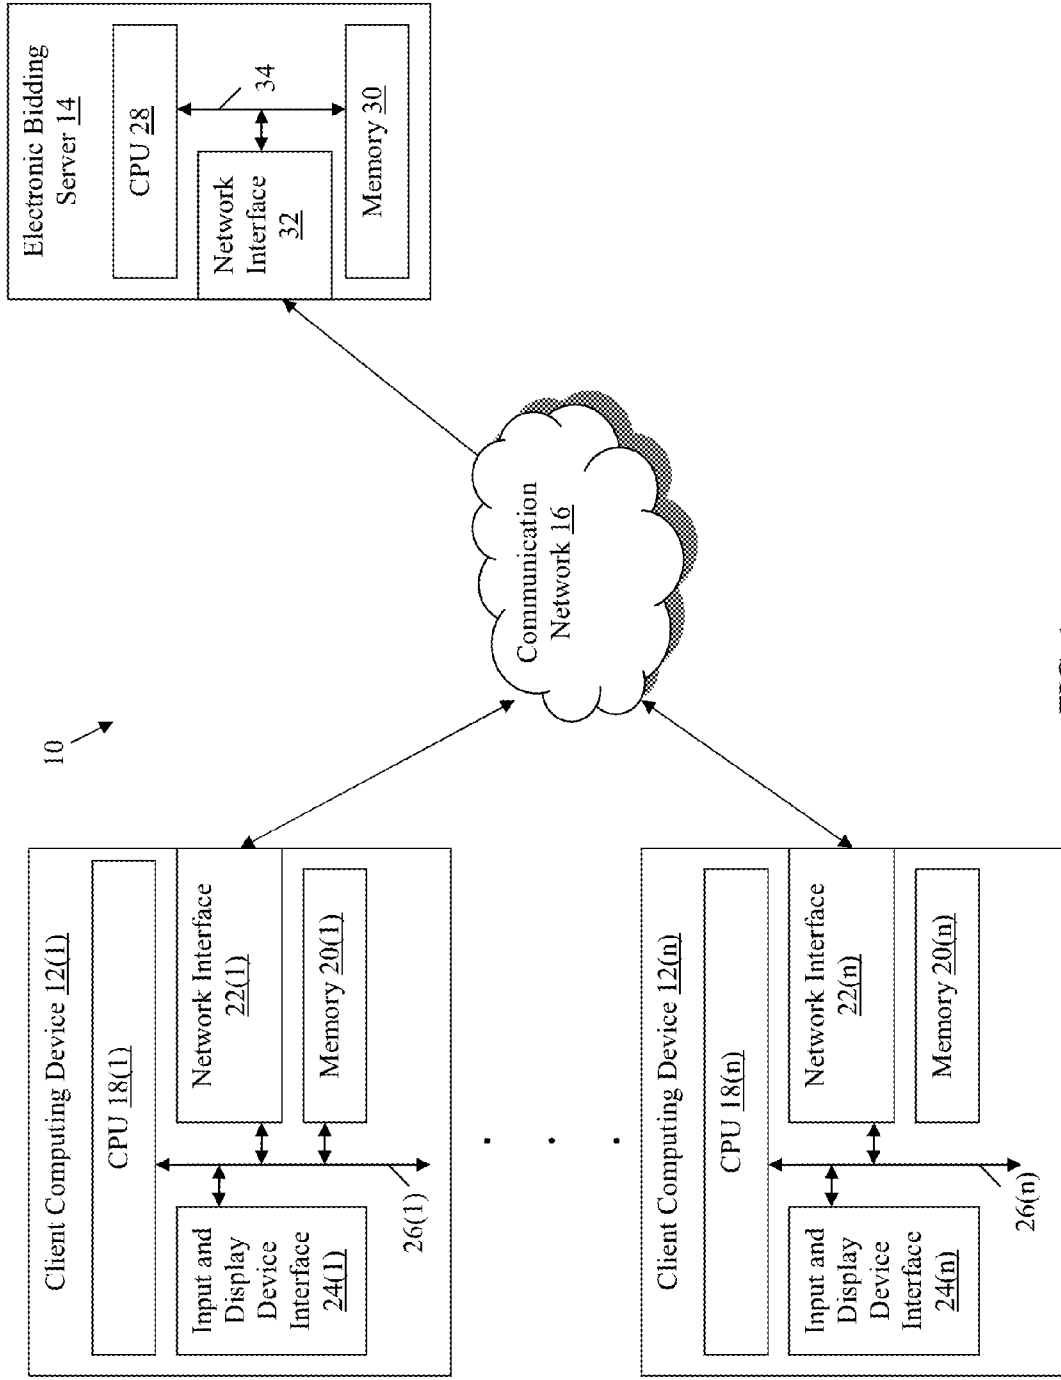 10
Client Computing Device 12(1)
CPU 18(1)
Input and
Display
Device
Interface
24(1)
Network Interface
22(1)
Memory 20(1)
26(1)
Client Computing Device 12(n)
CPU 18(n)
Input and
Display
Device
Interface
24(n)
Network Interface
22(n)
Memory 20(n)
26(n)
Communication
Network 16
Electronic Bidding
Server 14
CPU 28
Network
Interface
32
34
Memory 30